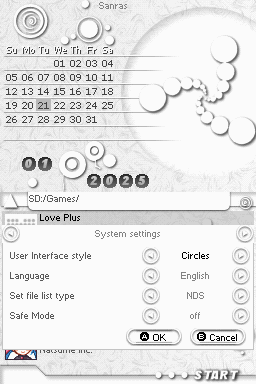 Sanras
Su Mo Tu We Th Fr Sa
01 02 03 04
05 06 07 08 09 10 11
12 13 14 15 16 17 18
19 20 21 22 23 24 25
26 27 28 29 30 31
01
2025
SD:/Games/
Love Plus
System settings
User Interface style Circles
Language English
Set file list type NDS
Safe Mode off
A OK B Cancel
Natsume Inc.
START